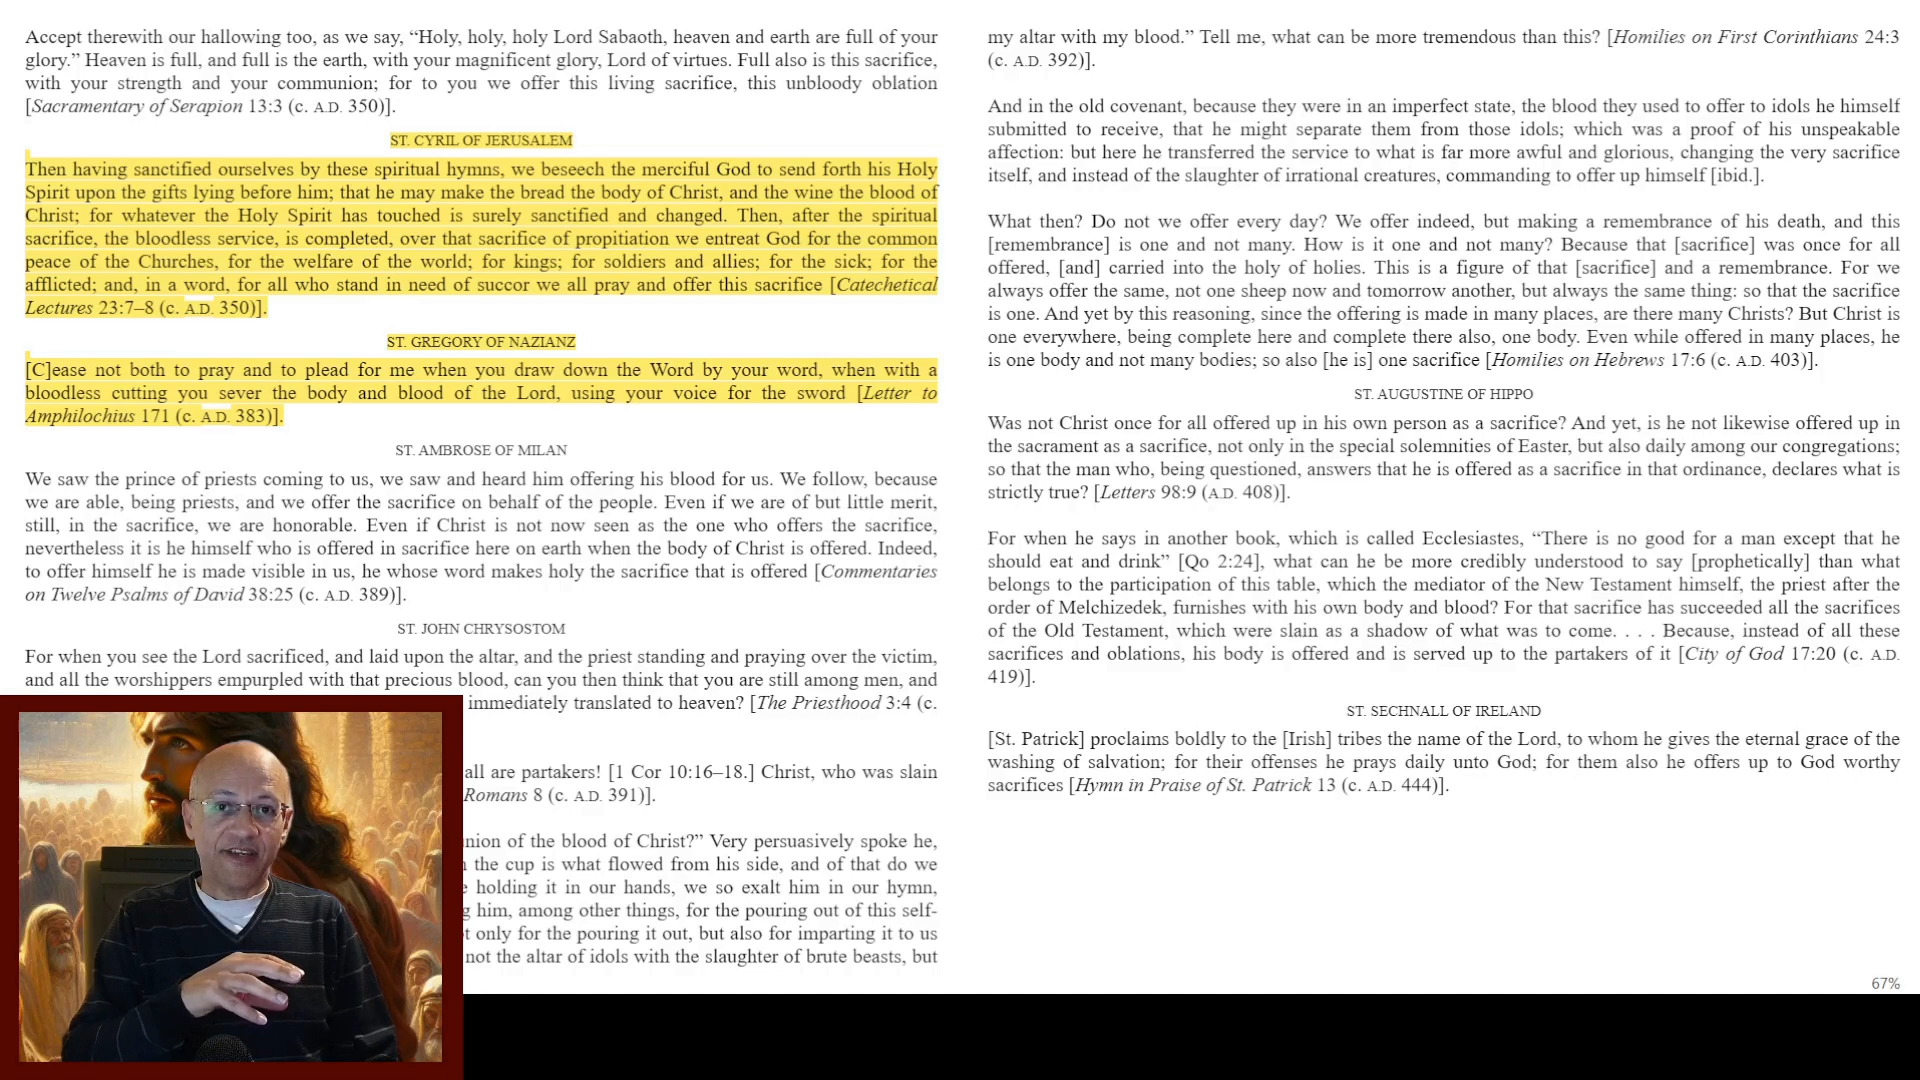 Accept therewith our hallowing too, as we say, “Holy, holy, holy Lord Sabaoth, heaven and earth are full of your
glory.” Heaven is full, and full is the earth, with your magnificent glory, Lord of virtues. Full also is this sacrifice,
with your strength and your communion; for to you we offer this living sacrifice, this unbloody oblation
[Sacramentary of Serapion 13:3 (c. A.D. 350)].
ST. CYRIL OF JERUSALEM
Then having sanctified ourselves by these spiritual hymns, we beseech the merciful God to send forth his Holy
Spirit upon the gifts lying before him; that he may make the bread the body of Christ, and the wine the blood of
Christ; for whatever the Holy Spirit has touched is surely sanctified and changed. Then, after the spiritual
sacrifice, the bloodless service, is completed, over that sacrifice of propitiation we entreat God for the common
peace of the Churches, for the welfare of the world; for kings; for soldiers and allies; for the sick; for the
afflicted; and, in a word, for all who stand in need of succor we all pray and offer this sacrifice [Catechetical
Lectures 23:7–8 (c. A.D. 350)].
ST. GREGORY OF NAZIANZ
[C]ease not both to pray and to plead for me when you draw down the Word by your word, when with a
bloodless cutting you sever the body and blood of the Lord, using your voice for the sword [Letter to
Amphilochius 171 (c. A.D. 383)].
ST. AMBROSE OF MILAN
We saw the prince of priests coming to us, we saw and heard him offering his blood for us. We follow, because
we are able, being priests, and we offer the sacrifice on behalf of the people. Even if we are of but little merit,
still, in the sacrifice, we are honorable. Even if Christ is not now seen as the one who offers the sacrifice,
nevertheless it is he himself who is offered in sacrifice here on earth when the body of Christ is offered. Indeed,
to offer himself he is made visible in us, he whose word makes holy the sacrifice that is offered [Commentaries
on Twelve Psalms of David 38:25 (c. A.D. 389)].
ST. JOHN CHRYSOSTOM
For when you see the Lord sacrificed, and laid upon the altar, and the priest standing and praying over the victim,
and all the worshippers empurpled with that precious blood, can you then think that you are still among men, and
immediately translated to heaven? [The Priesthood 3:4 (c.
all are partakers! [1 Cor 10:16–18.] Christ, who was slain
Romans 8 (c. A.D. 391)].
nion of the blood of Christ?” Very persuasively spoke he,
the cup is what flowed from his side, and of that do we
holding it in our hands, we so exalt him in our hymn,
him, among other things, for the pouring out of this self-
only for the pouring it out, but also for imparting it to us
not the altar of idols with the slaughter of brute beasts, but
my altar with my blood.” Tell me, what can be more tremendous than this? [Homilies on First Corinthians 24:3
(c. A.D. 392)].
And in the old covenant, because they were in an imperfect state, the blood they used to offer to idols he himself
submitted to receive, that he might separate them from those idols; which was a proof of his unspeakable
affection: but here he transferred the service to what is far more awful and glorious, changing the very sacrifice
itself, and instead of the slaughter of irrational creatures, commanding to offer up himself [ibid.].
What then? Do not we offer every day? We offer indeed, but making a remembrance of his death, and this
[remembrance] is one and not many. How is it one and not many? Because that [sacrifice] was once for all
offered, [and] carried into the holy of holies. This is a figure of that [sacrifice] and a remembrance. For we
always offer the same, not one sheep now and tomorrow another, but always the same thing: so that the sacrifice
is one. And yet by this reasoning, since the offering is made in many places, are there many Christs? But Christ is
one everywhere, being complete here and complete there also, one body. Even while offered in many places, he
is one body and not many bodies; so also [he is] one sacrifice [Homilies on Hebrews 17:6 (c. A.D. 403)].
ST. AUGUSTINE OF HIPPO
Was not Christ once for all offered up in his own person as a sacrifice? And yet, is he not likewise offered up in
the sacrament as a sacrifice, not only in the special solemnities of Easter, but also daily among our congregations;
so that the man who, being questioned, answers that he is offered as a sacrifice in that ordinance, declares what is
strictly true? [Letters 98:9 (A.D. 408)].
For when he says in another book, which is called Ecclesiastes, “There is no good for a man except that he
should eat and drink” [Qo 2:24], what can he be more credibly understood to say [prophetically] than what
belongs to the participation of this table, which the mediator of the New Testament himself, the priest after the
order of Melchizedek, furnishes with his own body and blood? For that sacrifice has succeeded all the sacrifices
of the Old Testament, which were slain as a shadow of what was to come. . . . Because, instead of all these
sacrifices and oblations, his body is offered and is served up to the partakers of it [City of God 17:20 (c. A.D.
419)].
ST. SECHNALL OF IRELAND
[St. Patrick] proclaims boldly to the [Irish] tribes the name of the Lord, to whom he gives the eternal grace of the
washing of salvation; for their offenses he prays daily unto God; for them also he offers up to God worthy
sacrifices [Hymn in Praise of St. Patrick 13 (c. A.D. 444)].
67%